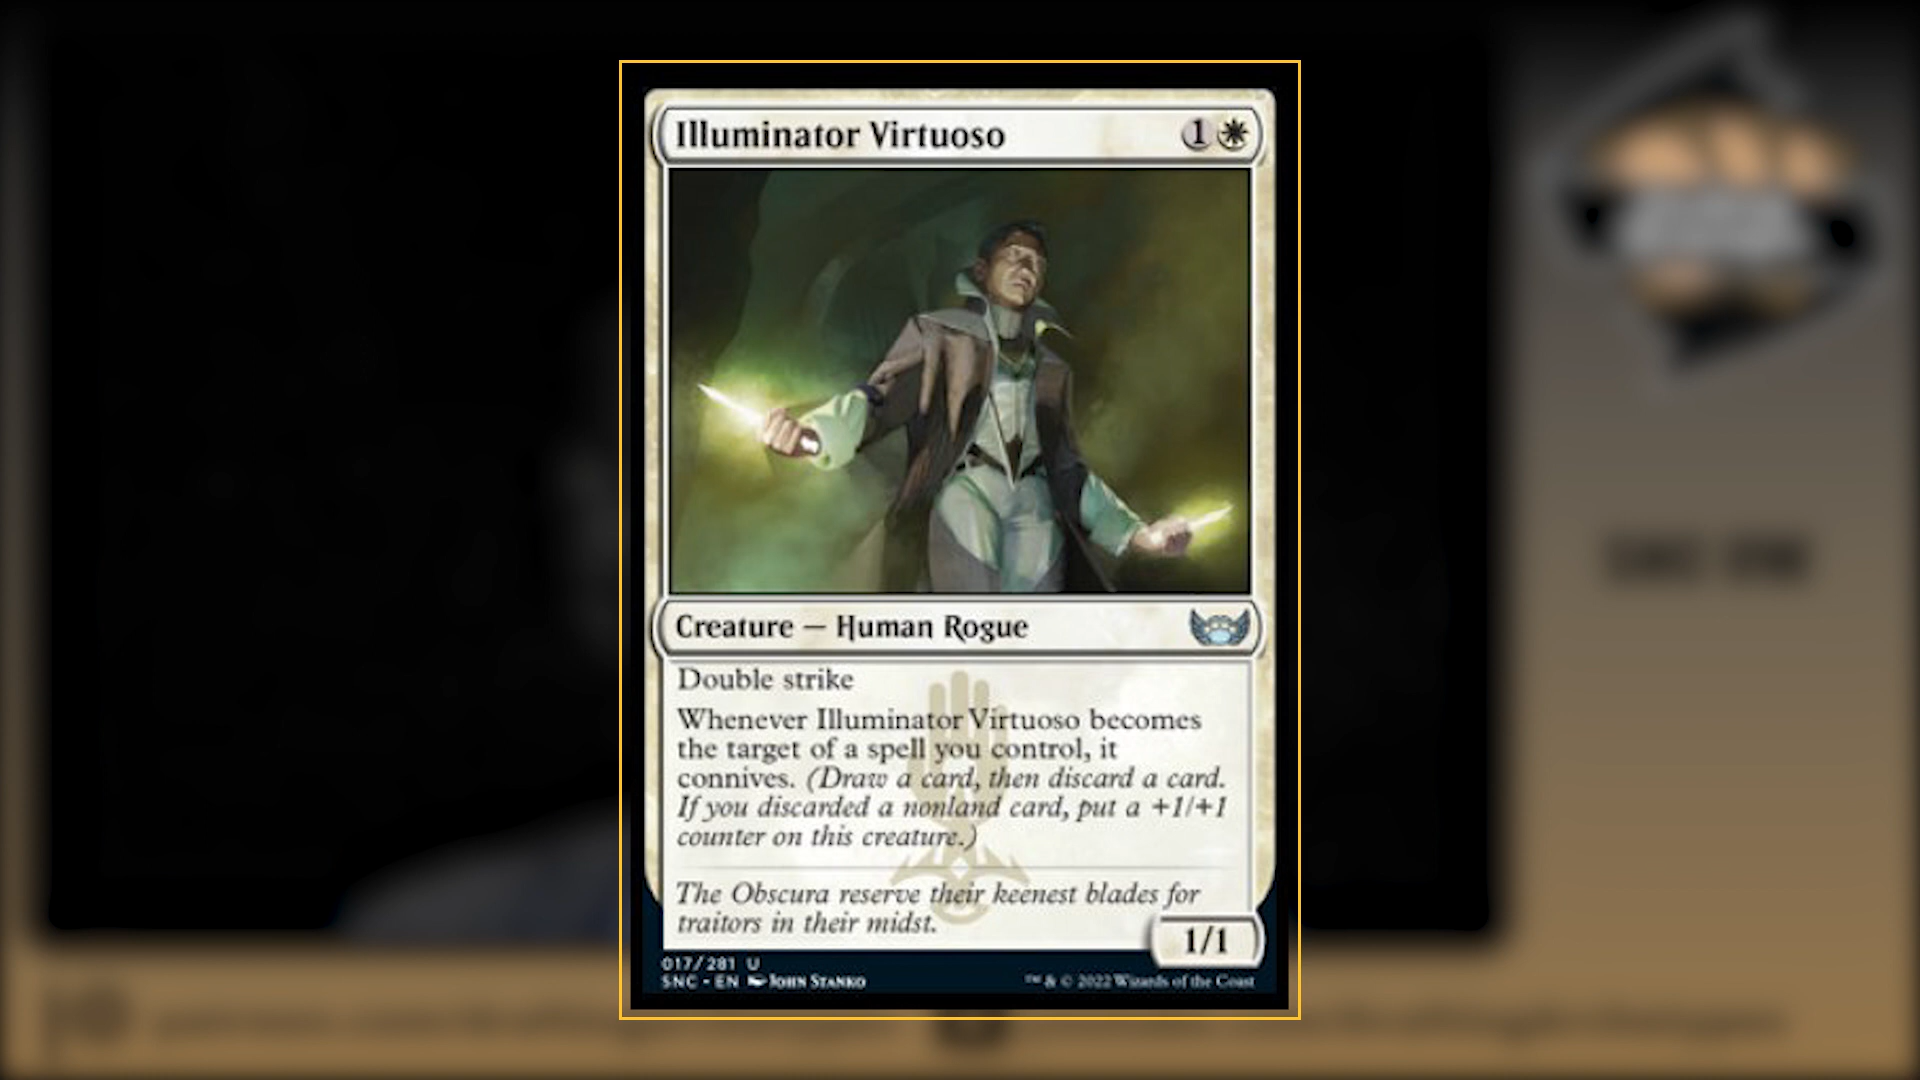 Illuminator Virtuoso 1
Creature — Human Rogue
Double strike
Whenever Illuminator Virtuoso becomes
the target of a spell you control, it
connives. (Draw a card, then discard a card.
If you discarded a nonland card, put a +1/+1
counter on this creature.)
The Obscura reserve their keenest blades for
traitors in their midst.
1/1
017/281 U
SNC • EN John Stanko
™ & © 2022 Wizards of the Coast